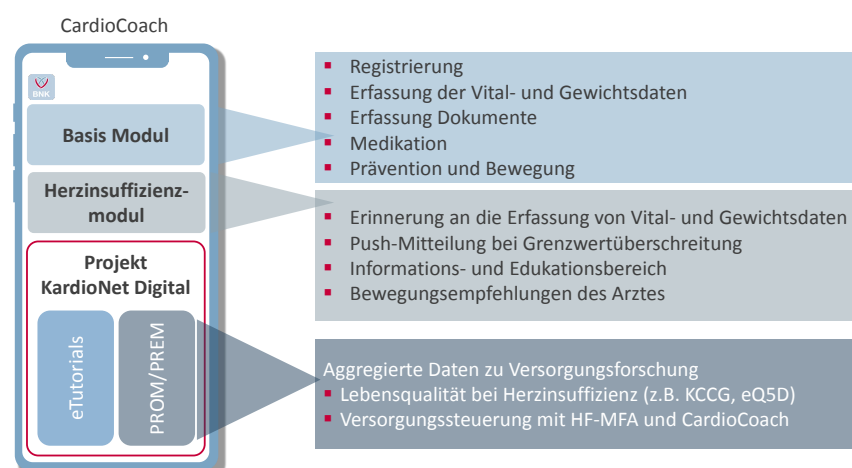 CardioCoach
BNK
Basis Modul
Herzinsuffizienz-
modul
Projekt
KardioNet Digital
eTutorials
PROM/PREM
Registrierung
Erfassung der Vital- und Gewichtsdaten
Erfassung Dokumente
Medikation
Prävention und Bewegung
Erinnerung an die Erfassung von Vital- und Gewichtsdaten
Push-Mitteilung bei Grenzwertüberschreitung
Informations- und Edukationsbereich
Bewegungsempfehlungen des Arztes
Aggregierte Daten zu Versorgungsforschung
Lebensqualität bei Herzinsuffizienz (z.B. KCCG, eQ5D)
Versorgungssteuerung mit HF-MFA und CardioCoach